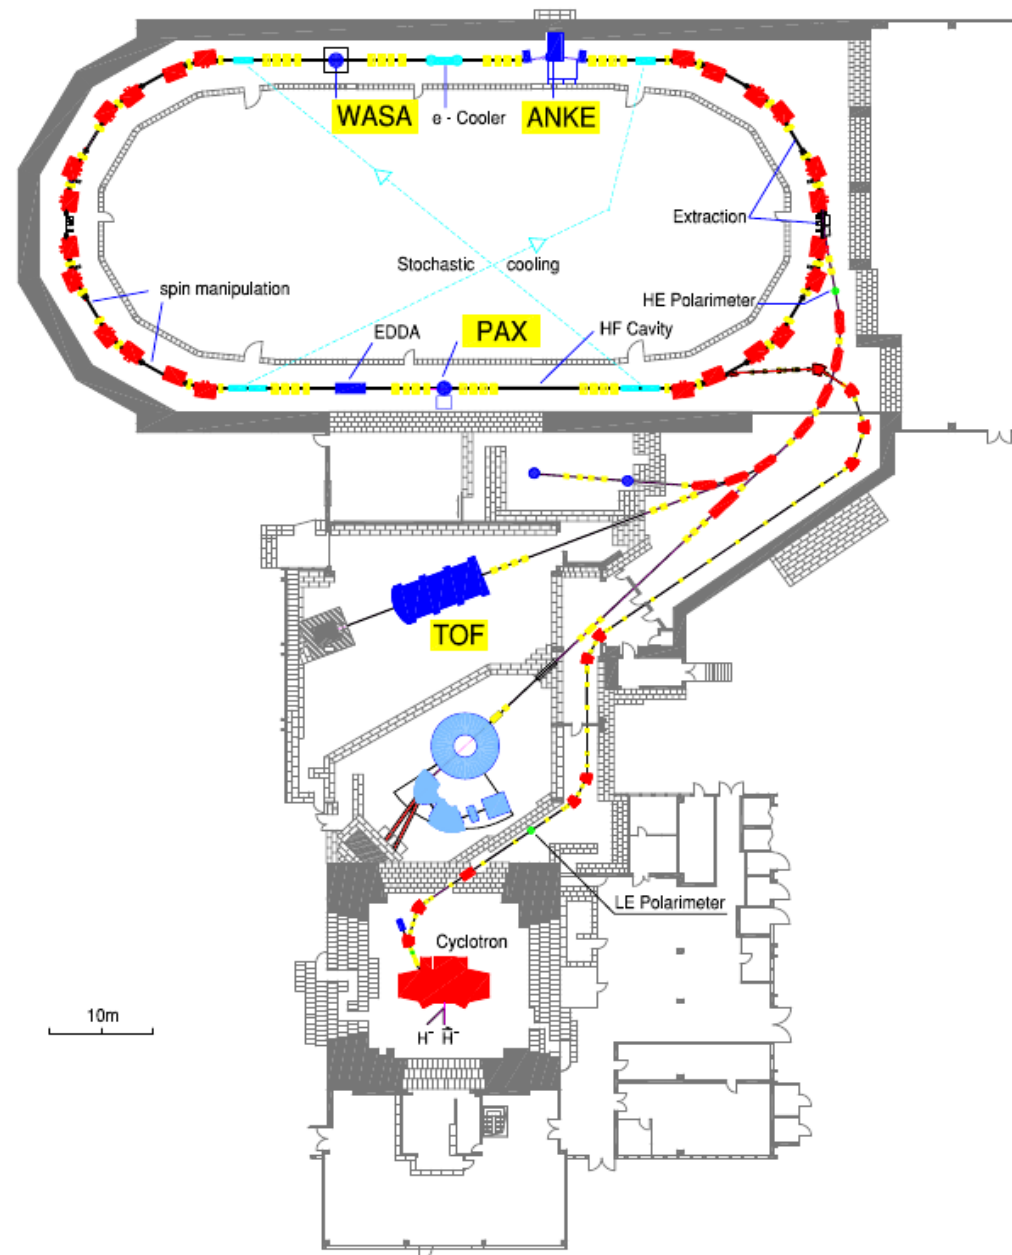 WASA
e - Cooler
ANKE
Extraction
Stochastic cooling
spin manipulation
HE Polarimeter
EDDA
PAX
HF Cavity
TOF
LE Polarimeter
Cyclotron
10m
H⁻ H⃗⁻